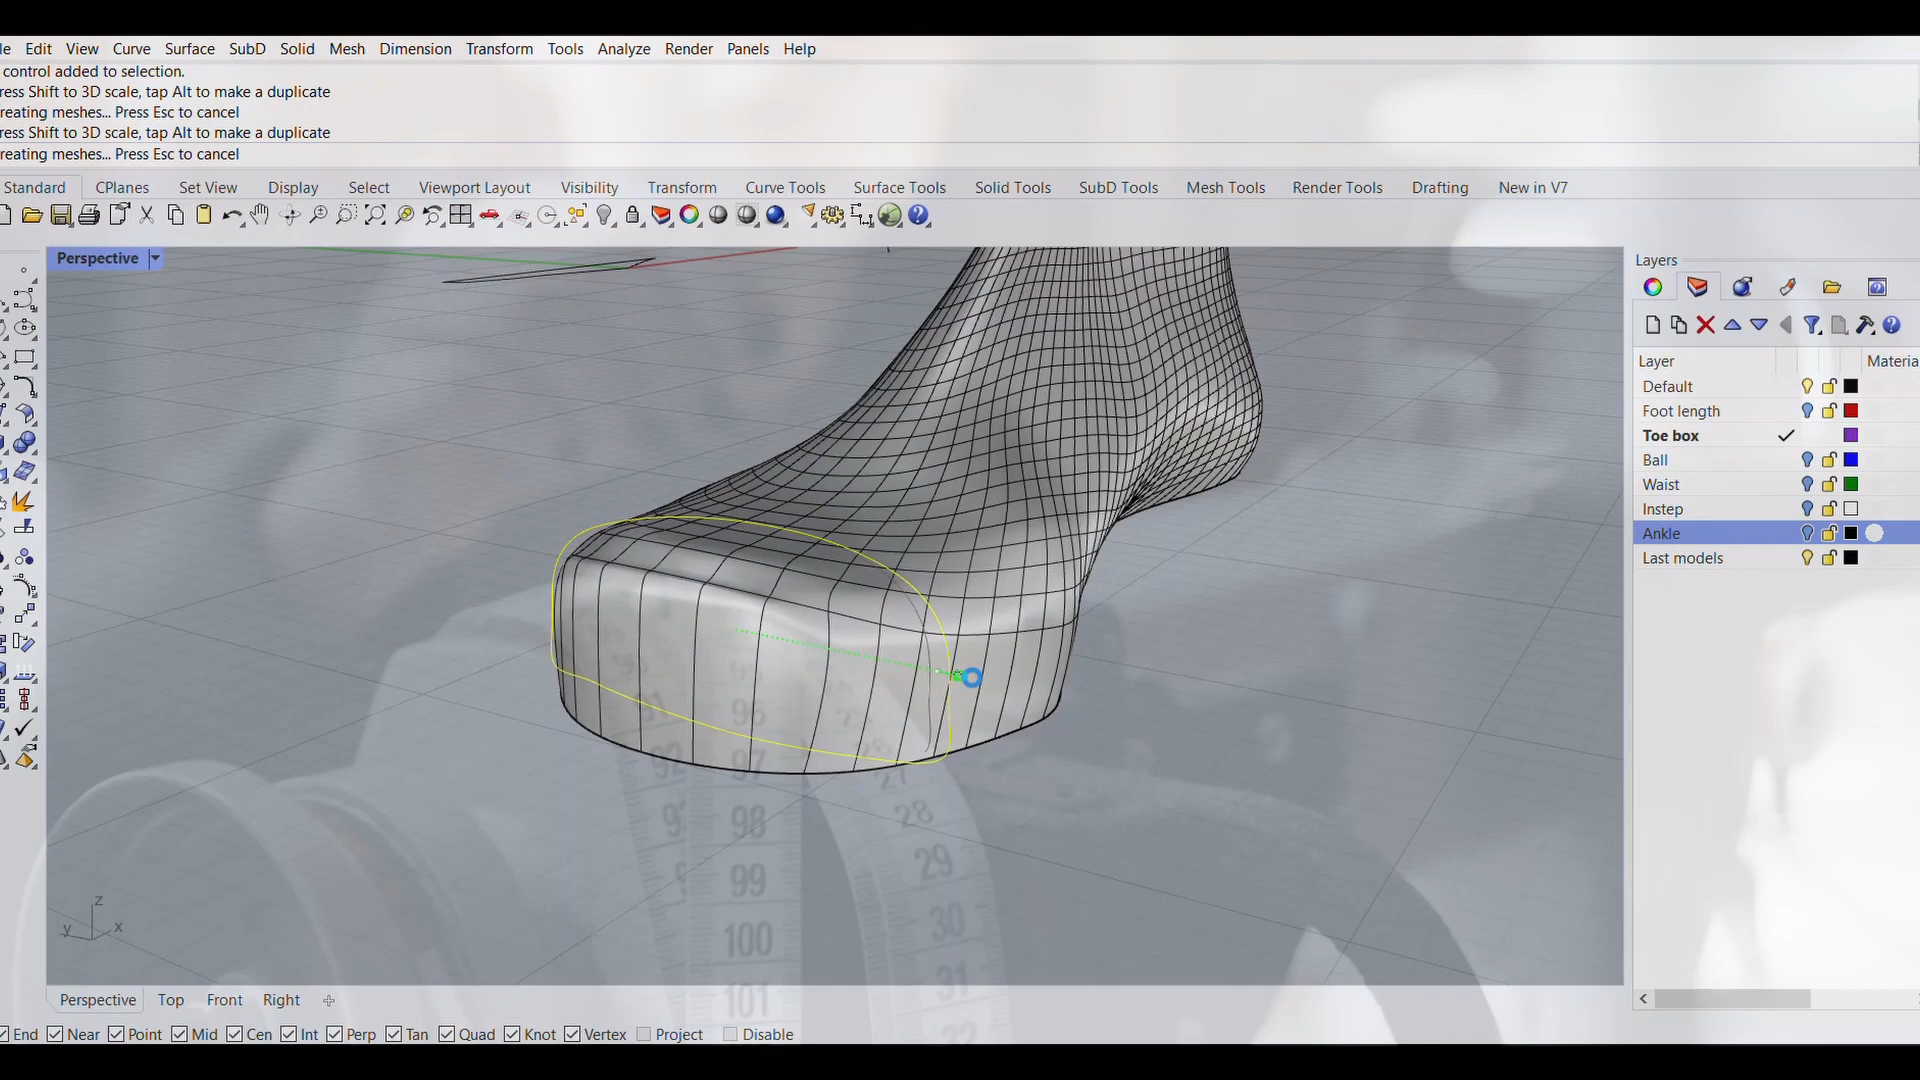 le Edit View Curve Surface SubD Solid Mesh Dimension Transform Tools Analyze Render Panels Help
control added to selection.
ress Shift to 3D scale, tap Alt to make a duplicate
reating meshes... Press Esc to cancel
ress Shift to 3D scale, tap Alt to make a duplicate
reating meshes... Press Esc to cancel
Standard CPlanes Set View Display Select Viewport Layout Visibility Transform Curve Tools Surface Tools Solid Tools SubD Tools Mesh Tools Render Tools Drafting New in V7
Perspective
Layers
Layer Materia
Default
Foot length
Toe box
Ball
Waist
Instep
Ankle
Last models
96 27
97
98 28
99 29
100 30
101 31
z
y x
Perspective Top Front Right
End Near Point Mid Cen Int Perp Tan Quad Knot Vertex Project Disable